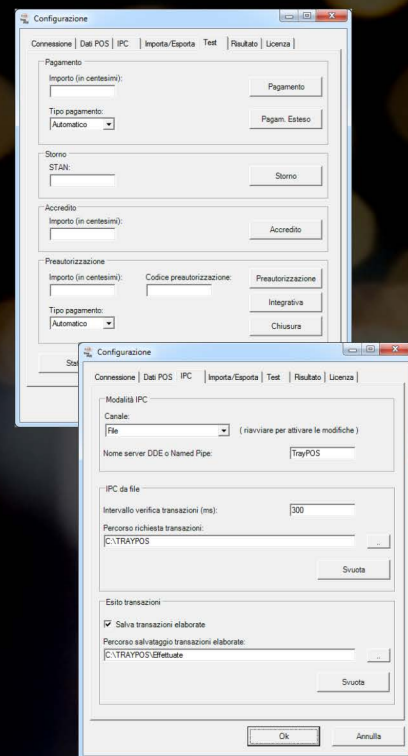 Configurazione
Connessione Dati POS IPC Importa/Esporta Test Risultato Licenza
Pagamento
Importo (in centesimi):
Pagamento
Tipo pagamento:
Automatico
Pagam. Esteso
Storno
STAN:
Storno
Accredito
Importo (in centesimi):
Accredito
Preautorizzazione
Importo (in centesimi): Codice preautorizzazione:
Preautorizzazione
Integrativa
Tipo pagamento:
Automatico
Chiusura
Configurazione
Connessione Dati POS IPC Importa/Esporta Test Risultato Licenza
Modalità IPC
Canale:
File ( riavviare per attivare le modifiche )
Nome server DDE o Named Pipe: TrayPOS
IPC da file
Intervallo verifica transazioni (ms): 300
Percorso richiesta transazioni:
C:\TRAYPOS ..
Svuota
Esito transazioni
Salva transazioni elaborate
Percorso salvataggio transazioni elaborate:
C:\TRAYPOS\Effettuate ..
Svuota
Ok Annulla